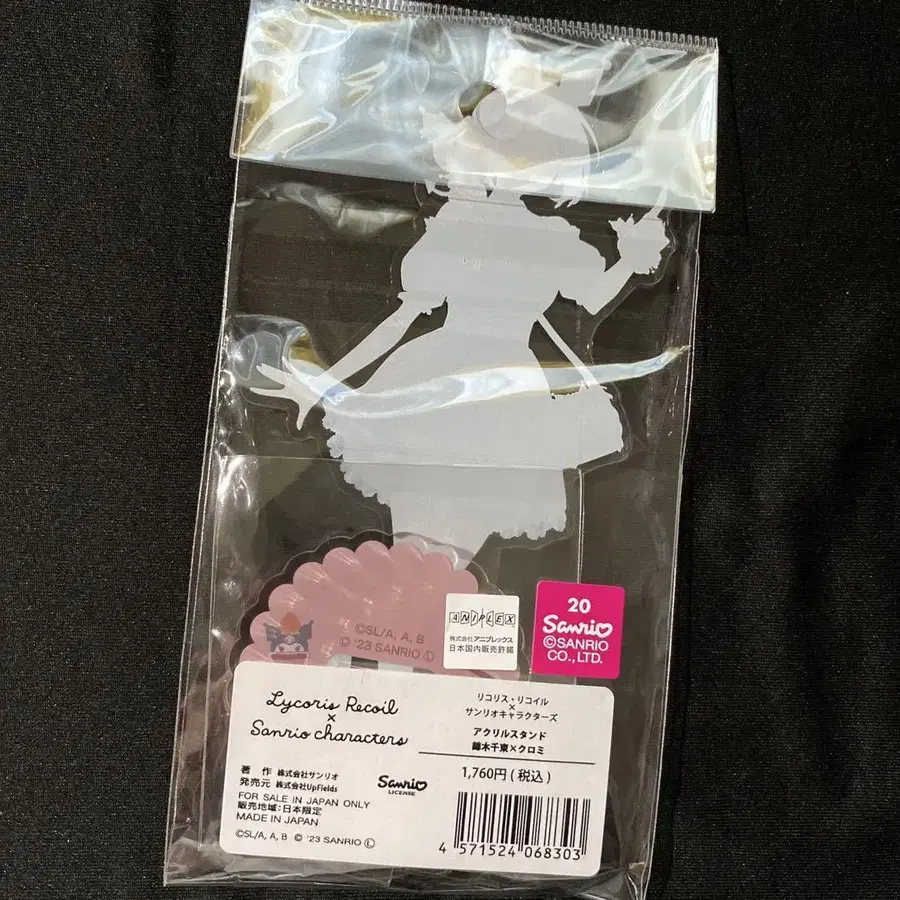 ©SL/A, A, B
© '23 SANRIO Ⓛ
ANIPLEX
株式会社アニプレックス
日本国内販売許諾
20
Sanrio
©SANRIO
CO., LTD.
Lycoris Recoil
×
Sanrio characters
リコリス・リコイル
×
サンリオキャラクターズ
アクリルスタンド
錦木千束×クロミ
1,760円(税込)
著 作 株式会社サンリオ
発売元 株式会社UpFields
FOR SALE IN JAPAN ONLY
販売地域:日本限定
MADE IN JAPAN
©SL/A, A, B © '23 SANRIO Ⓛ
Sanrio
LICENSE
4 571524 068303